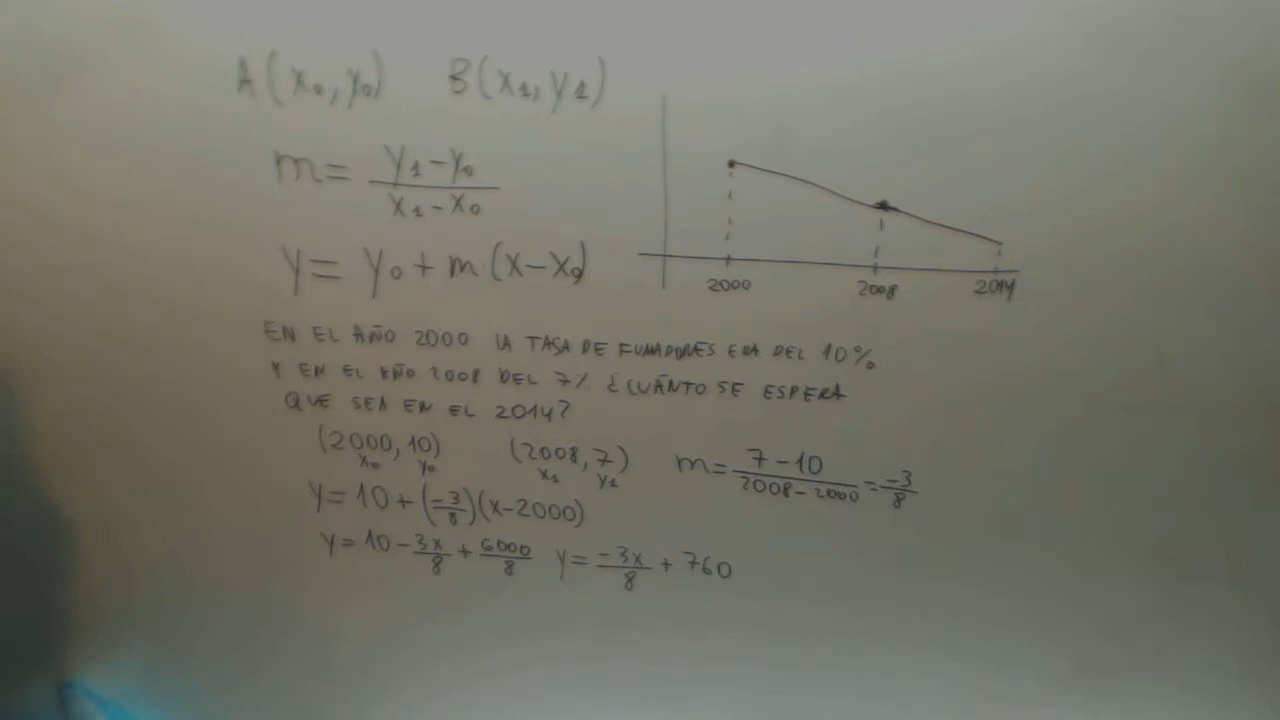 A(x₀,y₀) B(x₁,y₁)
m = (y₁-y₀)/(x₁-x₀)
y = y₀ + m(x-x₀)
2000 2008 2014
EN EL AÑO 2000 LA TASA DE FUMADORES ERA DEL 10%
Y EN EL AÑO 2008 DEL 7% ¿CUÁNTO SE ESPERA
QUE SEA EN EL 2014?
(2000,10) (2008,7) m = (7-10)/(2008-2000) = -3/8
x₀ y₀ x₁ y₁
y = 10 + (-3/8)(x-2000)
y = 10 - 3x/8 + 6000/8 y = -3x/8 + 760